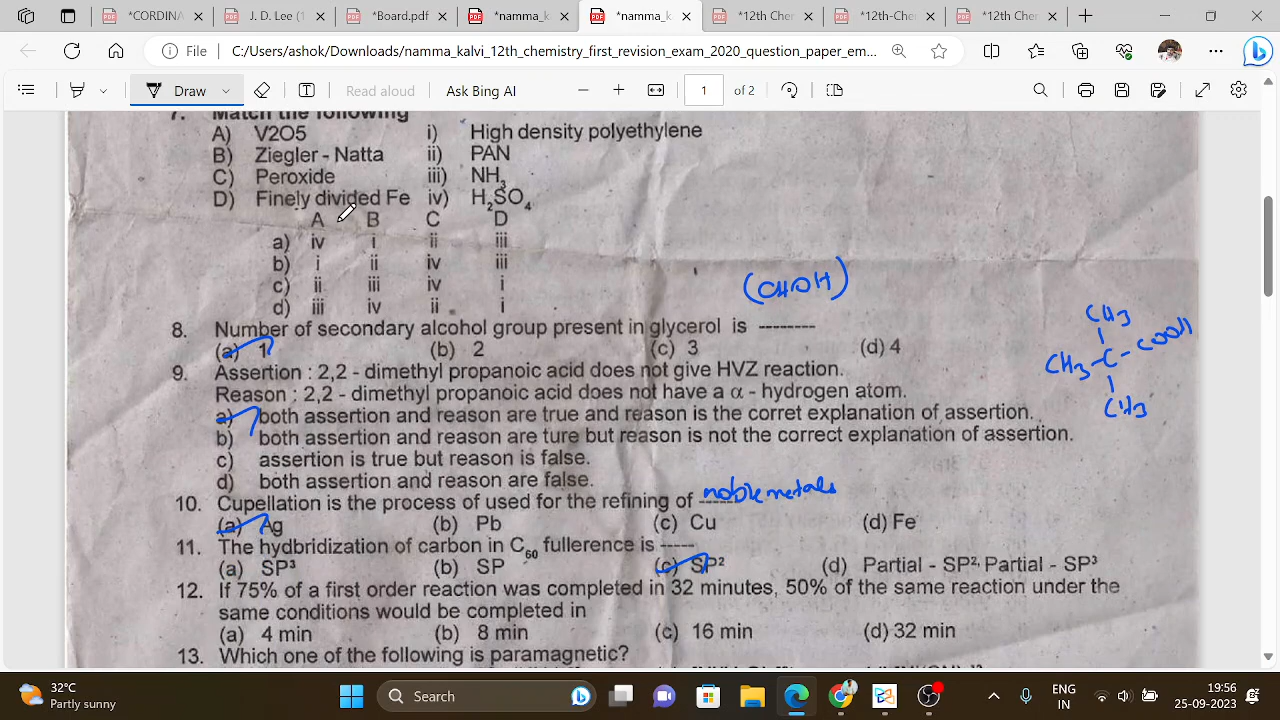 *CORDINA J. D. Lee (1 *Board.pdf *namma_k *namma_k *12th Cher *12th-Cher *12th Cher
File C:/Users/ashok/Downloads/namma_kalvi_12th_chemistry_first_revision_exam_2020_question_paper_em...
Draw Read aloud Ask Bing AI 1 of 2
7. Match the following
A) V2O5 i) High density polyethylene
B) Ziegler - Natta ii) PAN
C) Peroxide iii) NH3
D) Finely divided Fe iv) H2SO4
A B C D
a) iv i ii iii
b) i ii iv iii
c) ii iii iv i
d) iii iv ii i
(CHOH)
8. Number of secondary alcohol group present in glycerol is --------
(a) 1 (b) 2 (c) 3 (d) 4
9. Assertion : 2,2 - dimethyl propanoic acid does not give HVZ reaction.
Reason : 2,2 - dimethyl propanoic acid does not have a α - hydrogen atom.
a) both assertion and reason are true and reason is the corret explanation of assertion.
b) both assertion and reason are ture but reason is not the correct explanation of assertion.
c) assertion is true but reason is false.
d) both assertion and reason are false.
CH3
CH3 - C - COOH
CH3
10. Cupellation is the process of used for the refining of ----- noble metals
(a) Ag (b) Pb (c) Cu (d) Fe
11. The hydbridization of carbon in C60 fullerence is -----
(a) SP³ (b) SP (c) SP² (d) Partial - SP², Partial - SP³
12. If 75% of a first order reaction was completed in 32 minutes, 50% of the same reaction under the
same conditions would be completed in
(a) 4 min (b) 8 min (c) 16 min (d) 32 min
13. Which one of the following is paramagnetic?
32°C
Partly sunny
Search
ENG
IN
19:56
25-09-2023